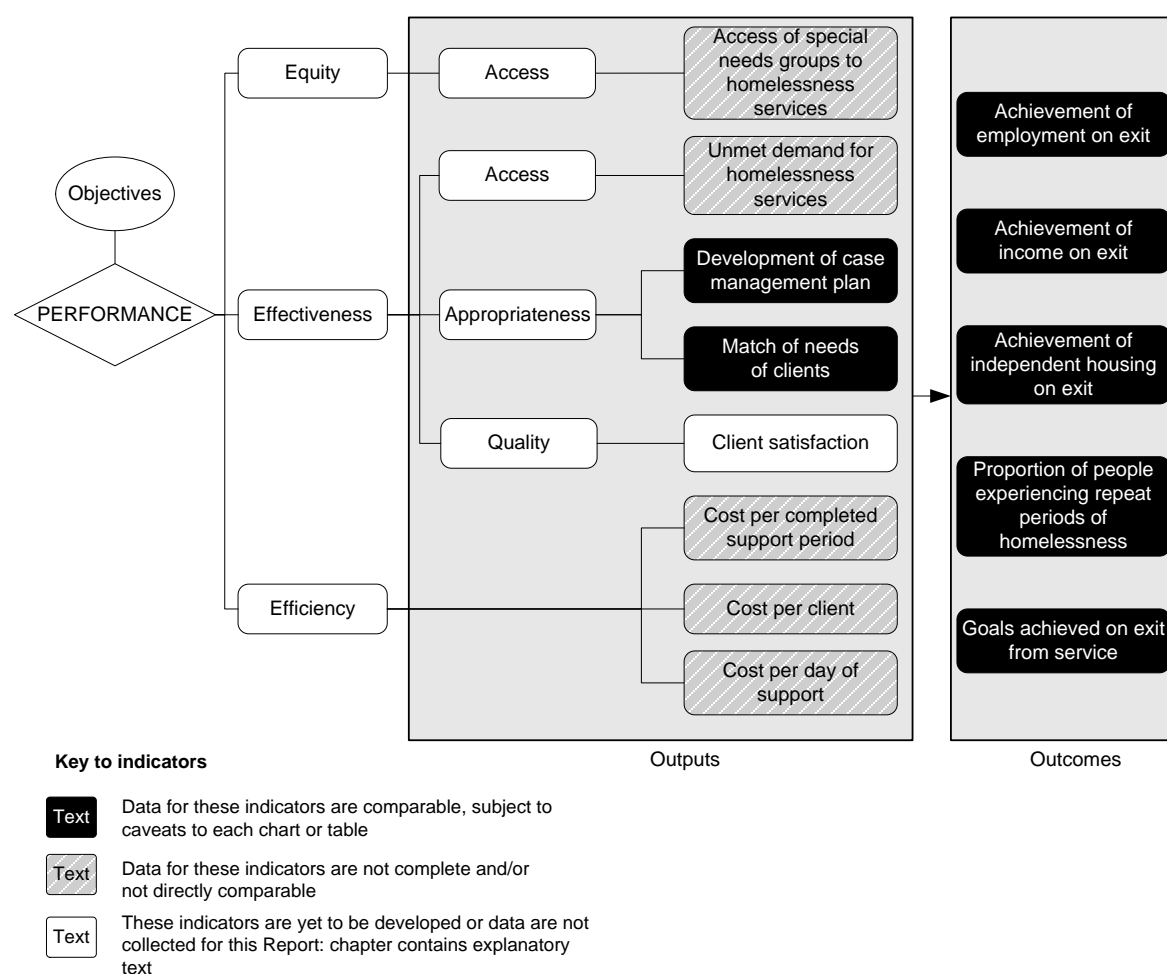 Objectives
PERFORMANCE
Equity
Access
Access of special
needs groups to
homelessness
services
Access
Unmet demand for
homelessness
services
Effectiveness
Appropriateness
Development of case
management plan
Match of needs
of clients
Quality
Client satisfaction
Efficiency
Cost per completed
support period
Cost per client
Cost per day of
support
Outputs
Achievement of
employment on exit
Achievement of
income on exit
Achievement of
independent housing
on exit
Proportion of people
experiencing repeat
periods of
homelessness
Goals achieved on exit
from service
Outcomes
Key to indicators
Text
Data for these indicators are comparable, subject to
caveats to each chart or table
Text
Data for these indicators are not complete and/or
not directly comparable
Text
These indicators are yet to be developed or data are not
collected for this Report: chapter contains explanatory
text